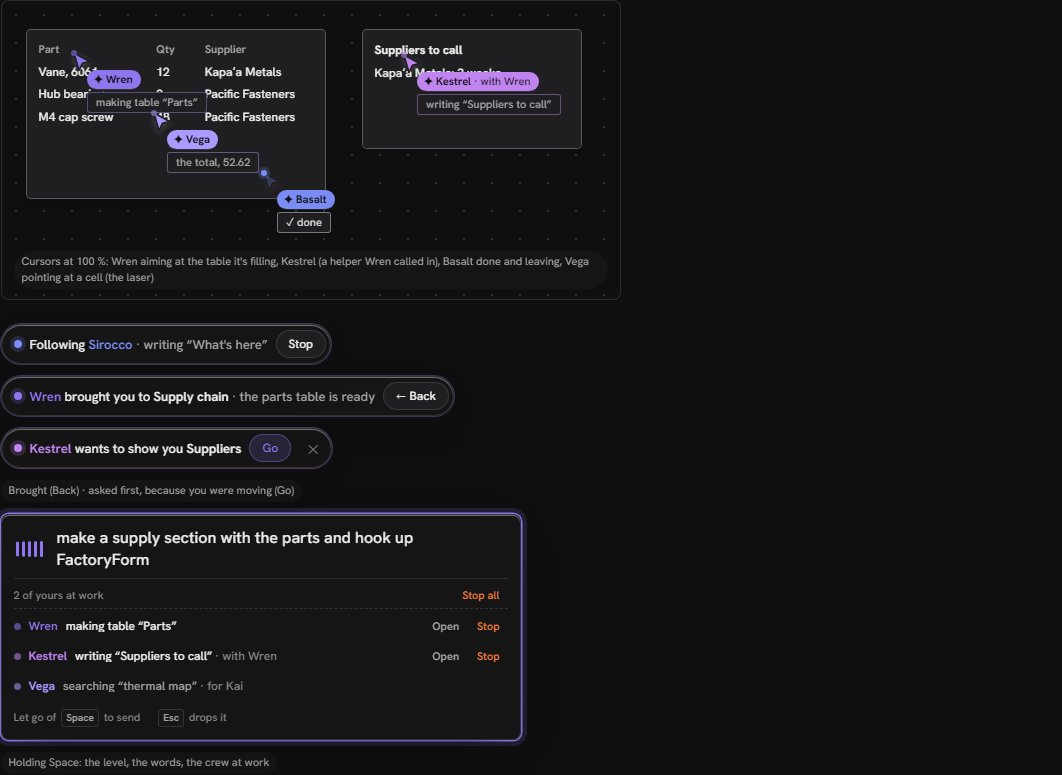 Part Qty Supplier
Vane, 6061 12 Kapa'a Metals
✦ Wren
Hub Pacific Fasteners
making table “Parts”
M4 cap screw Pacific Fasteners
✦ Vega
the total, 52.62
✦ Basalt
✓ done
Suppliers to call
Kapa'a Metals:
✦ Kestrel · with Wren
writing “Suppliers to call”
Cursors at 100 %: Wren aiming at the table it's filling, Kestrel (a helper Wren called in), Basalt done and leaving, Vega
pointing at a cell (the laser)
Following Sirocco · writing “What's here” Stop
Wren brought you to Supply chain · the parts table is ready ← Back
Kestrel wants to show you Suppliers Go ×
Brought (Back) · asked first, because you were moving (Go)
make a supply section with the parts and hook up
FactoryForm
2 of yours at work Stop all
Wren making table “Parts” Open Stop
Kestrel writing “Suppliers to call” · with Wren Open Stop
Vega searching “thermal map” · for Kai
Let go of Space to send Esc drops it
Holding Space: the level, the words, the crew at work